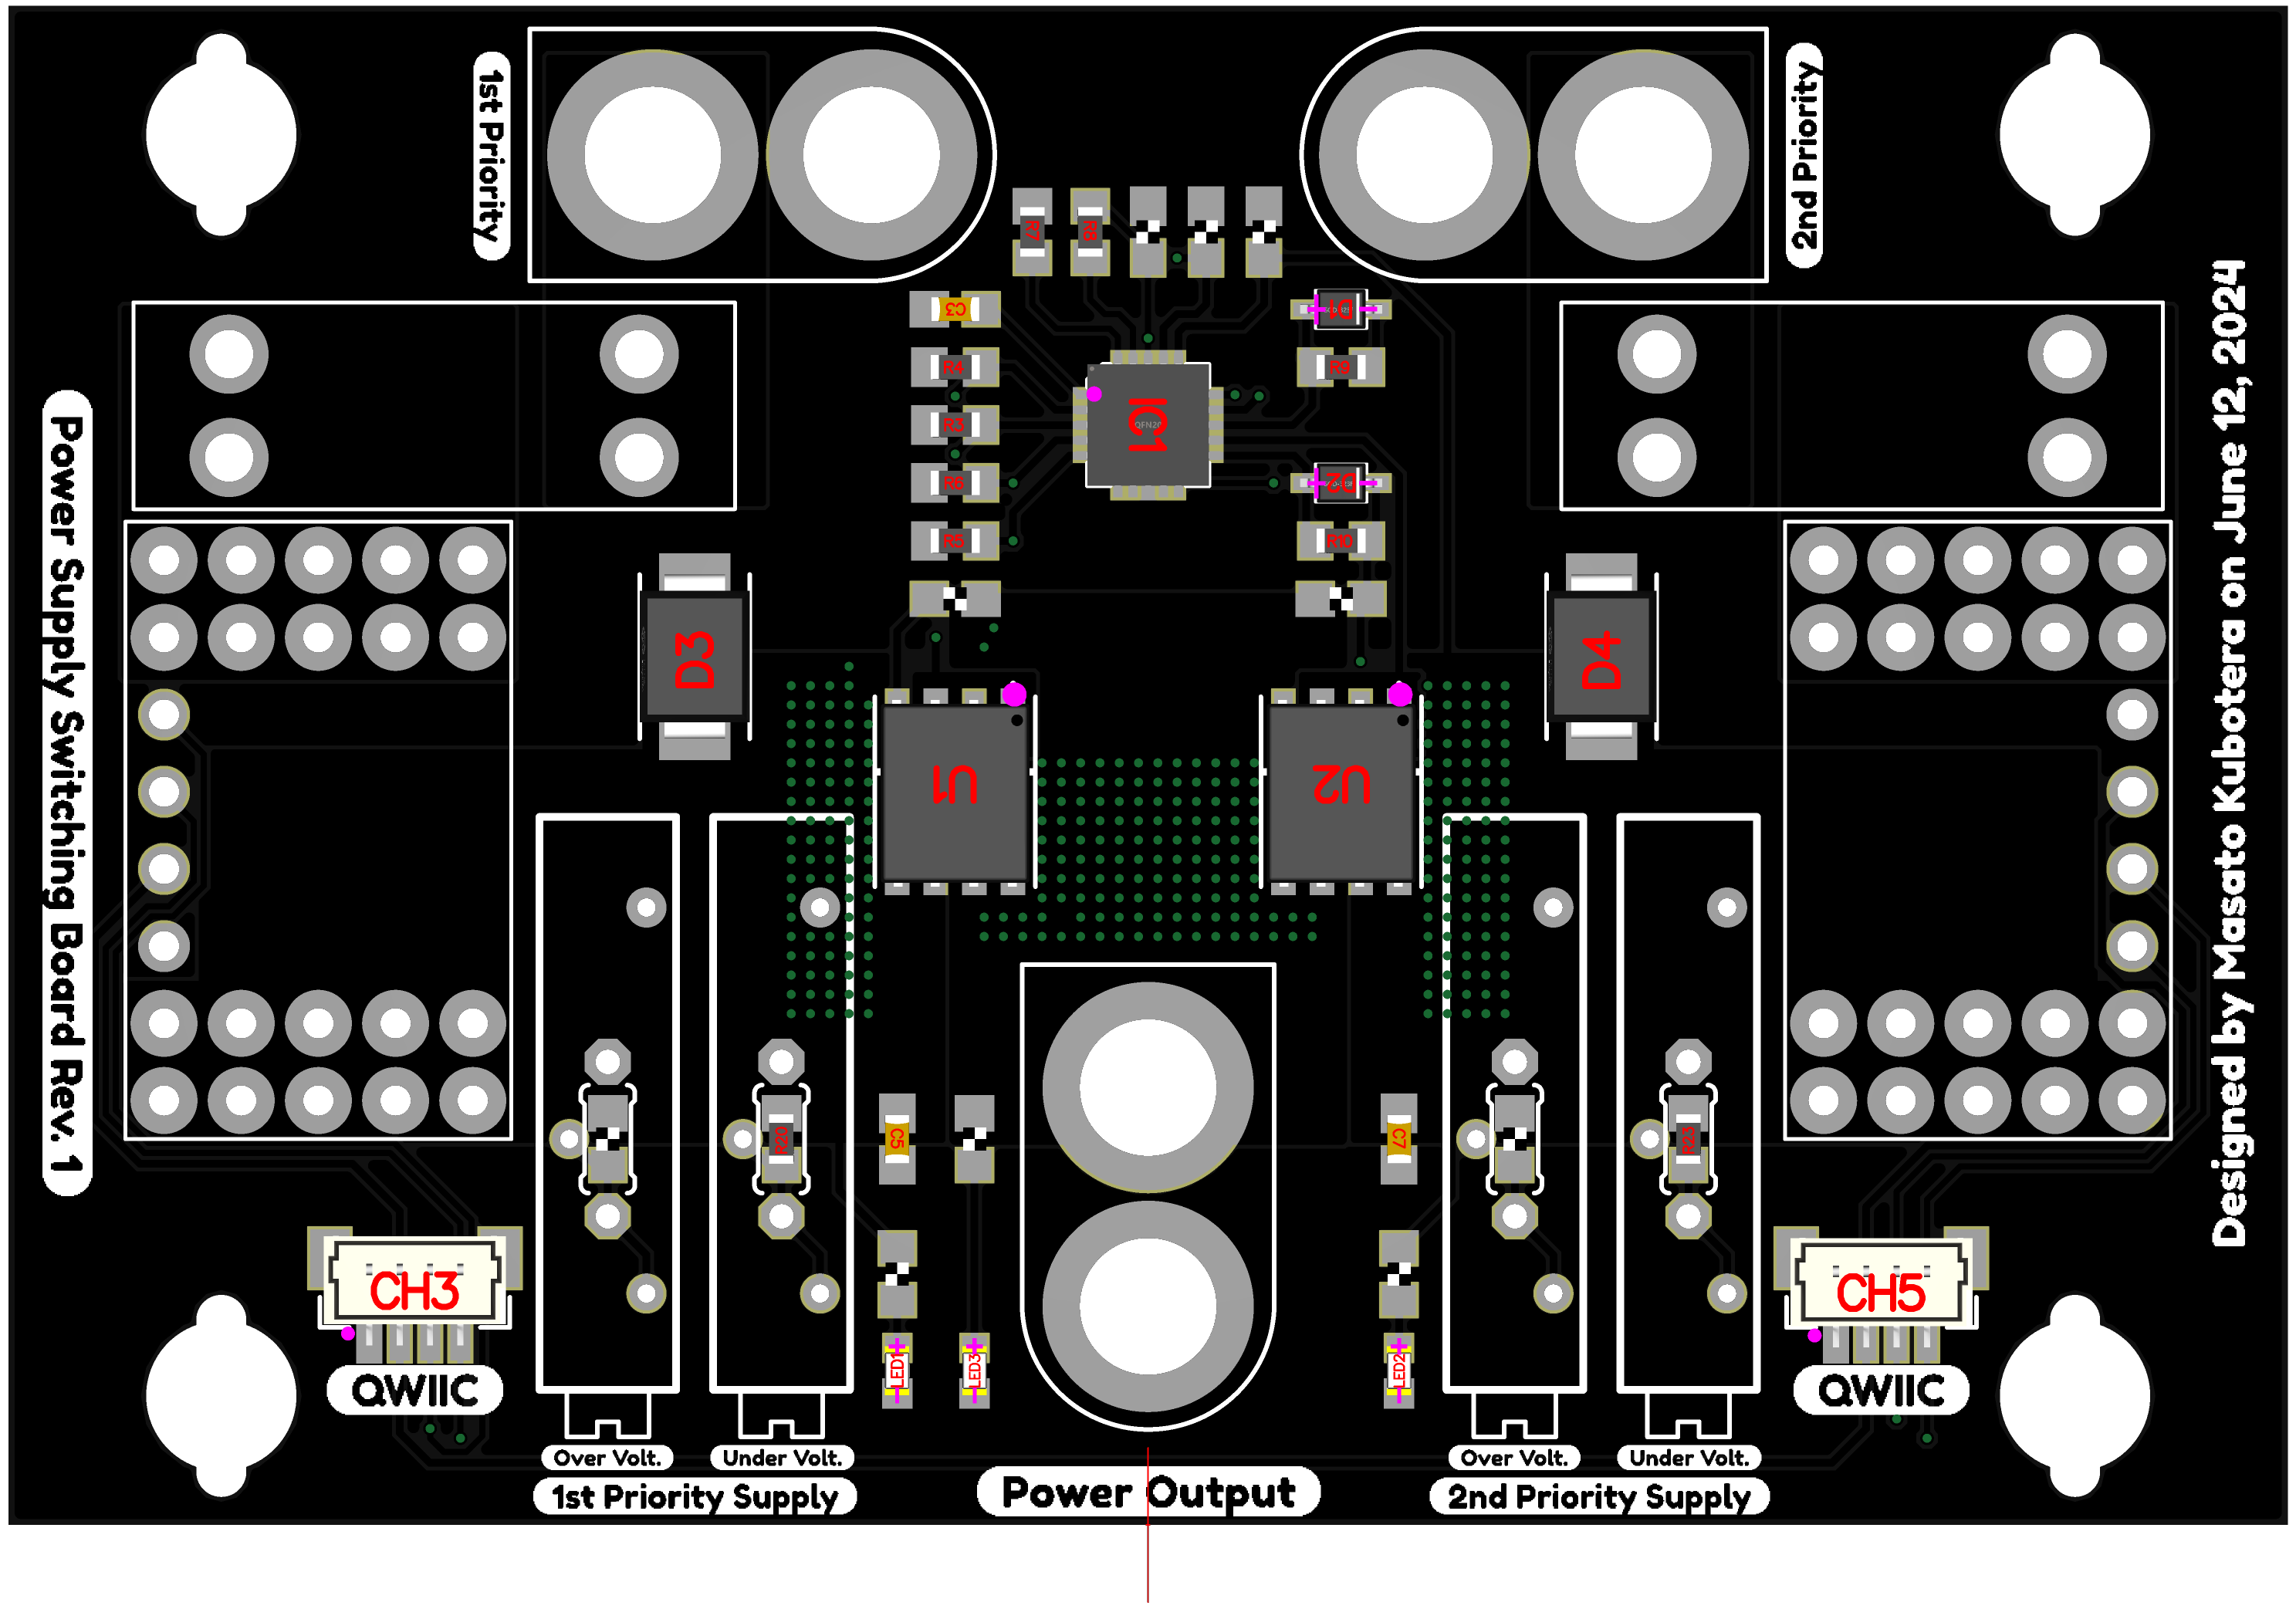 1st Priority
2nd Priority
R7
R8
C3
D1
R4
R9
IC1
QFN20
R3
R6
D2
R5
R10
Power Supply Switching Board Rev. 1
Designed by Masato Kubotera on June 12, 2024
D3
D4
U1
U2
C5
R20
C7
R23
CH3
CH5
LED1
LED3
LED2
QWIIC
QWIIC
Over Volt.
Under Volt.
Over Volt.
Under Volt.
1st Priority Supply
Power Output
2nd Priority Supply